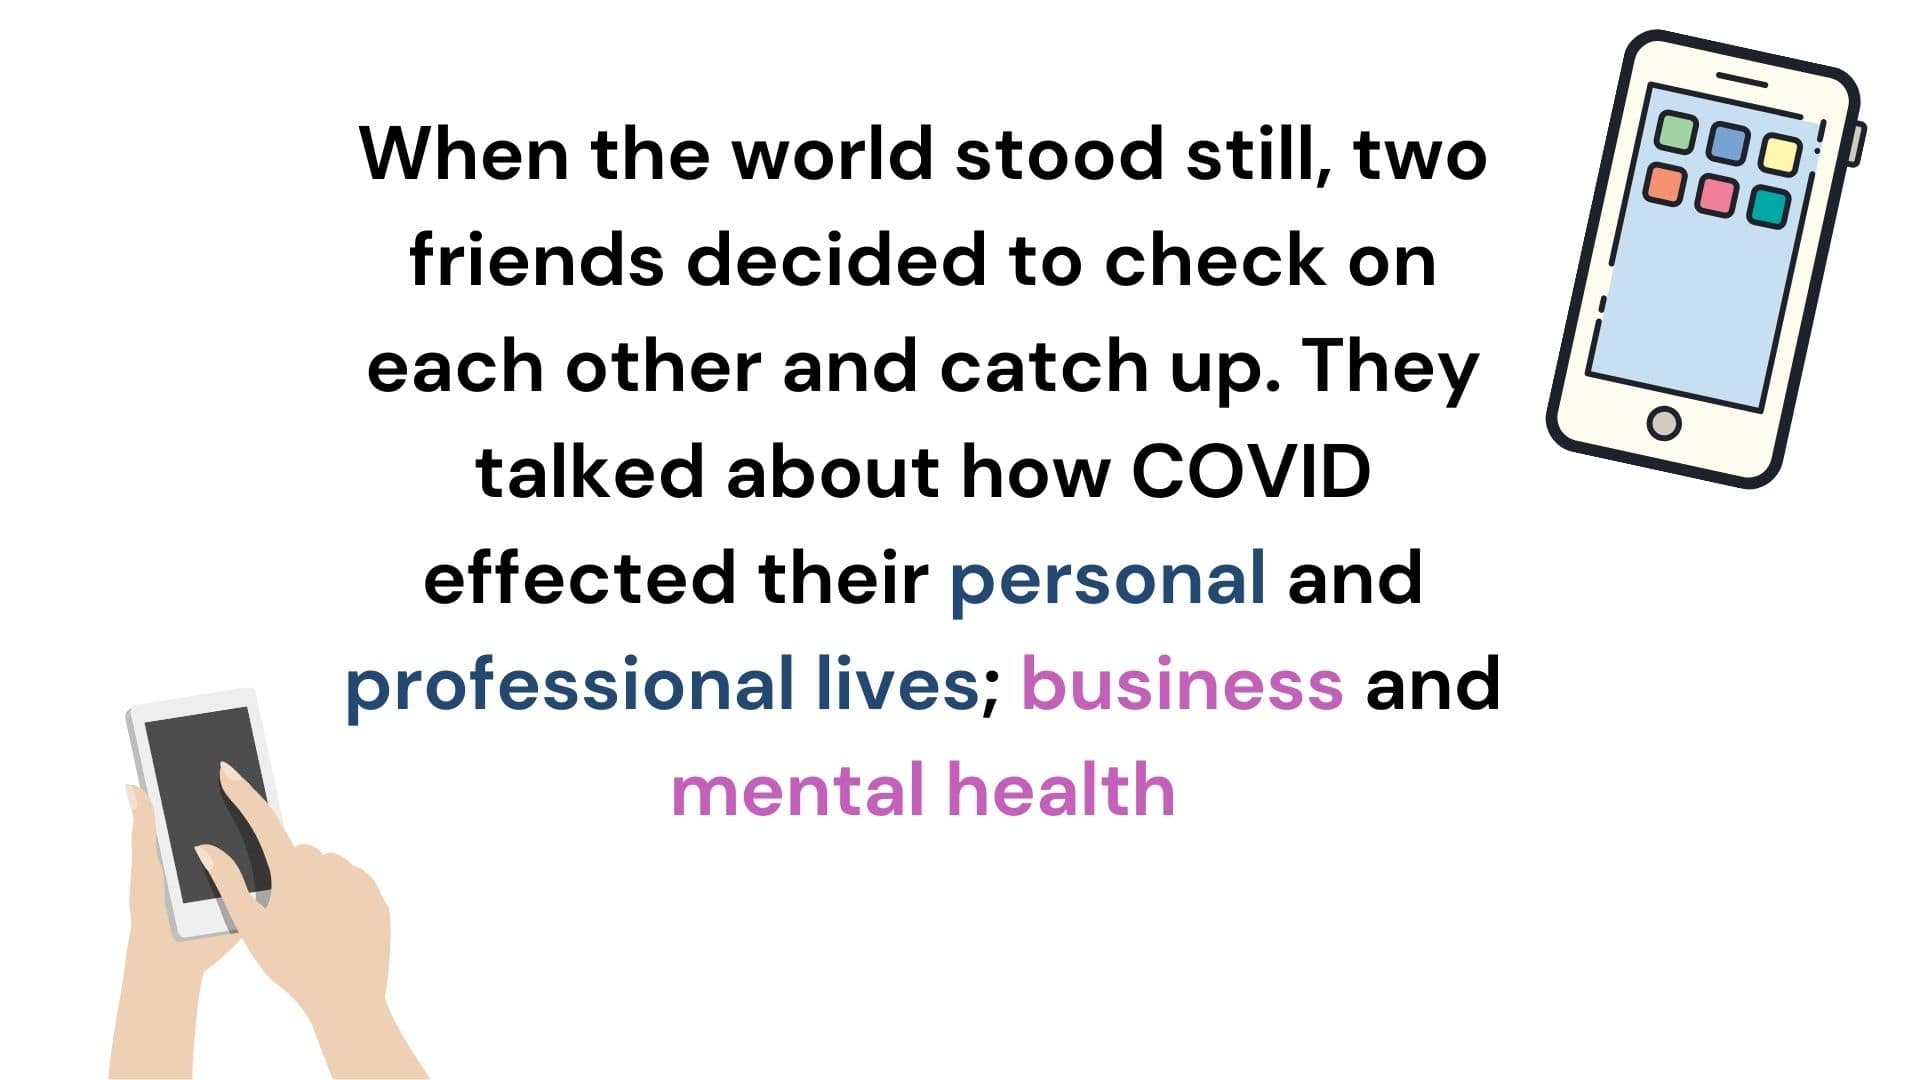 When the world stood still, two
friends decided to check on
each other and catch up. They
talked about how COVID
effected their personal and
professional lives; business and
mental health